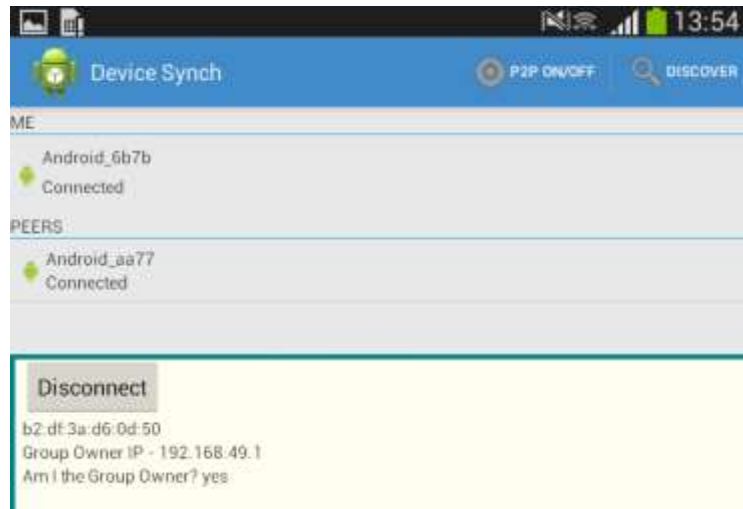 13:54
Device Synch
P2P ON/OFF
DISCOVER
ME
Android_6b7b
Connected
PEERS
Android_aa77
Connected
Disconnect
b2:df:3a:d6:0d:50
Group Owner IP - 192.168.49.1
Am I the Group Owner? yes